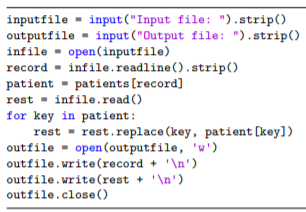 inputfile = input("Input file: ").strip()
outputfile = input("Output file: ").strip()
infile = open(inputfile)
record = infile.readline().strip()
patient = patients[record]
rest = infile.read()
for key in patient:
    rest = rest.replace(key, patient[key])
outfile = open(outputfile, 'w')
outfile.write(record + '\n')
outfile.write(rest + '\n')
outfile.close()